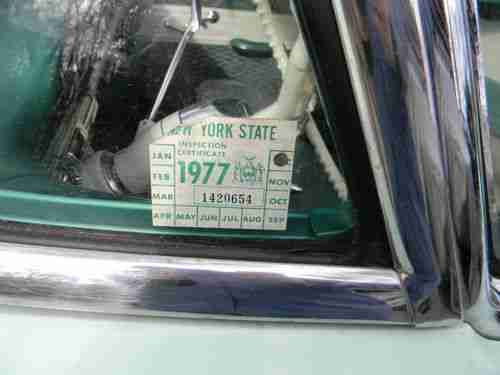 NEW YORK STATE
INSPECTION
CERTIFICATE
JAN
1977
FEB
NOV
MAR
1420654
OCT
APR MAY JUN JUL AUG SEP